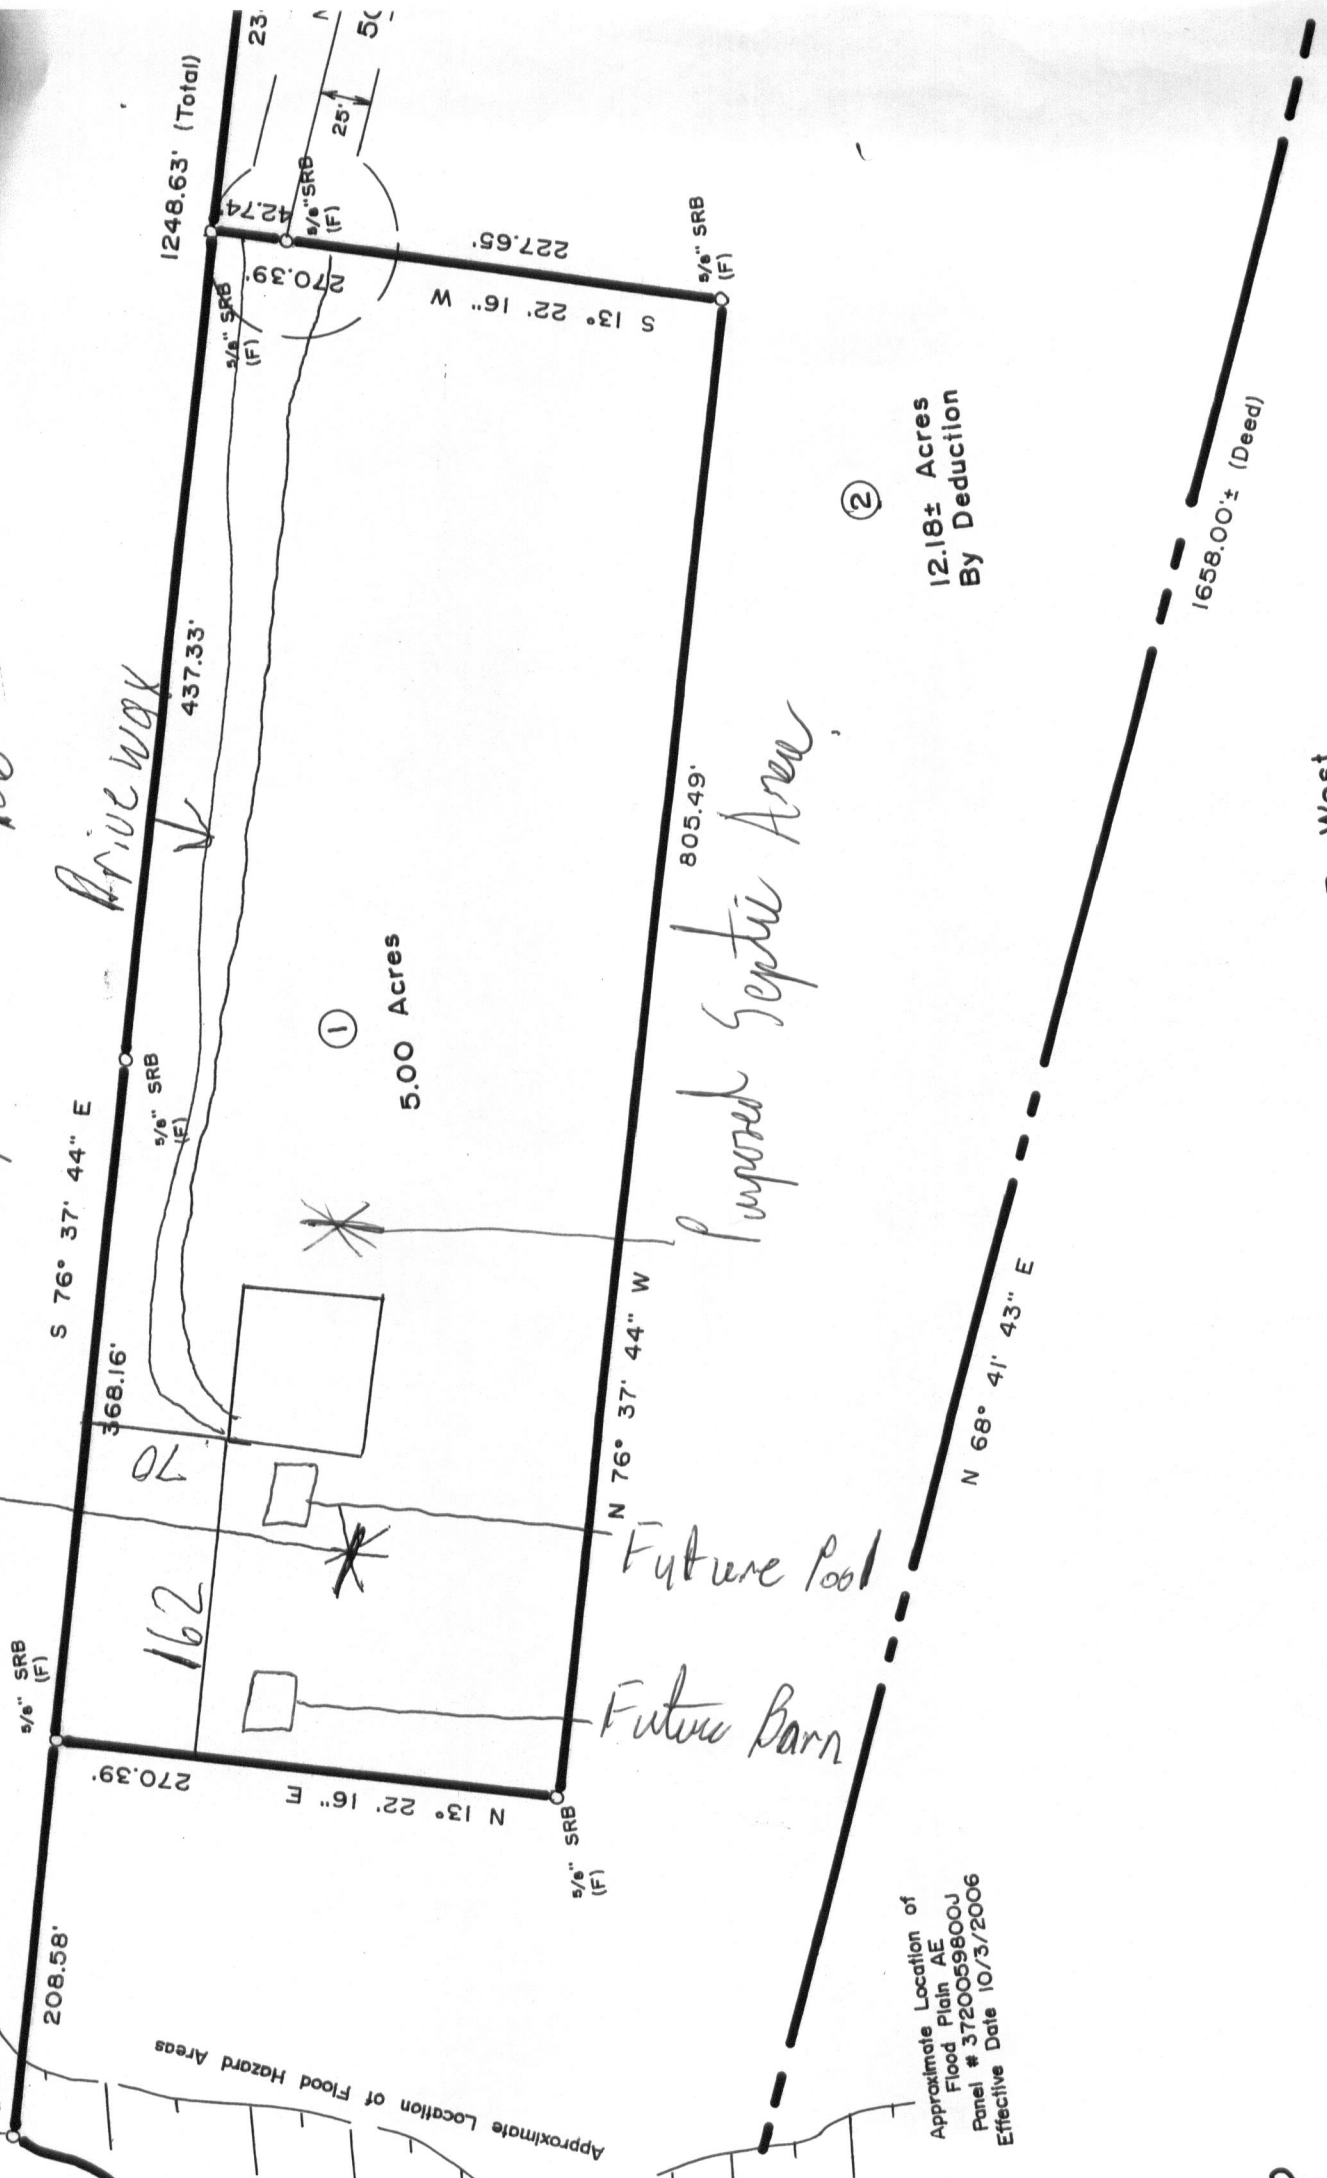 1248.63' (Total)
23.
50
25'
42.74'
5/8" SRB
(F)
5/8" SRB
(F)
227.65'
270.39'
S 13° 22' 16" W
5/8" SRB
(F)
437.33'
Driveway
2
12.18± Acres
By Deduction
1658.00'± (Deed)
805.49'
1
5.00 Acres
5/8" SRB
(F)
S 76° 37' 44" E
Purposed Septic Area
West
368.16'
70
N 76° 37' 44" W
N 68° 41' 43" E
162
Future Pool
5/8" SRB
(F)
Future Barn
270.39'
N 13° 22' 16" E
5/8" SRB
(F)
208.58'
Approximate Location of Flood Hazard Areas
Approximate Location of
Flood Plain AE
Panel # 3720059800J
Effective Date 10/3/2006